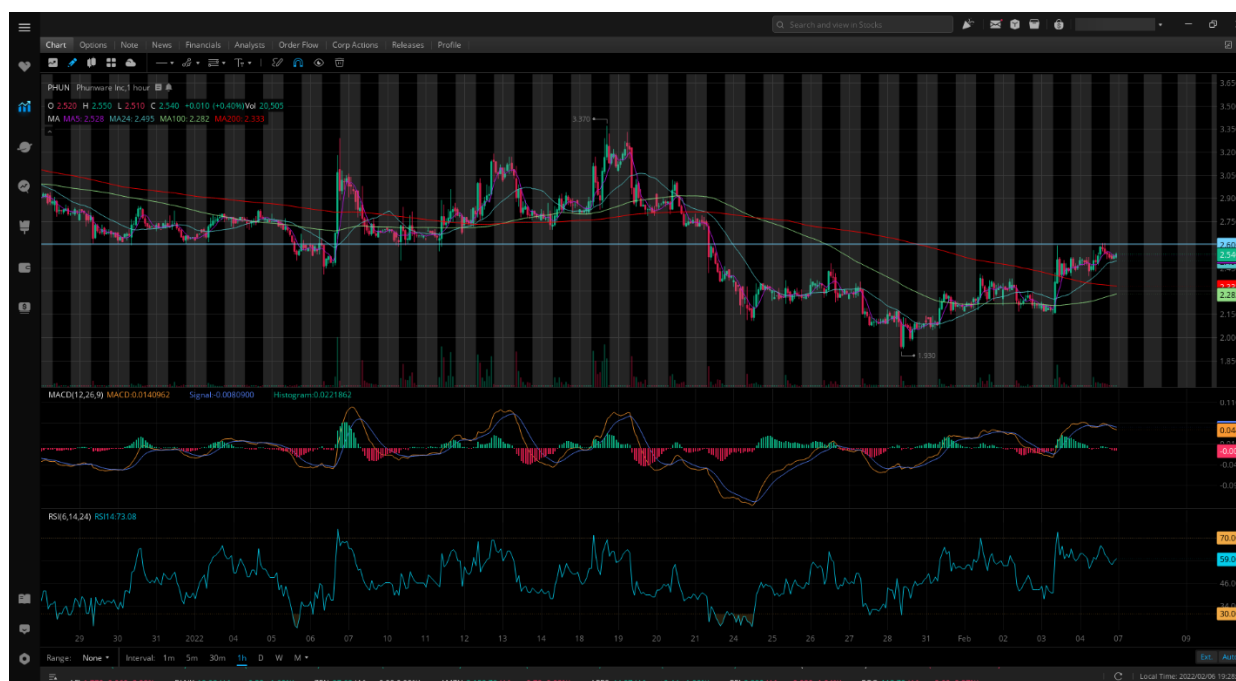 Search and view in Stocks
Chart Options Note News Financials Analysts Order Flow Corp Actions Releases Profile
PHUN Phunware Inc,1 hour
O 2.520 H 2.550 L 2.510 C 2.540 +0.010 (+0.40%)Vol 20,505
MA MA5: 2.528 MA24: 2.495 MA100: 2.282 MA200: 2.333
3.65
3.50
3.370
3.35
3.20
3.05
2.90
2.75
2.60
2.54
2.28
2.15
2.00
1.930
1.85
MACD(12,26,9) MACD:0.0140962 Signal:-0.0080900 Histogram:0.0221862
0.11
0.04
-0.00
-0.04
-0.09
RSI(6,14,24) RSI14:73.08
70.0
59.0
46.0
30.0
29 30 31 2022 04 05 06 07 10 11 12 13 14 18 19 20 21 24 25 26 27 28 31 Feb 02 03 04 07 09
Range: None Interval: 1m 5m 30m 1h D W M
Ext Auto
Local Time: 2022/02/06 19:28